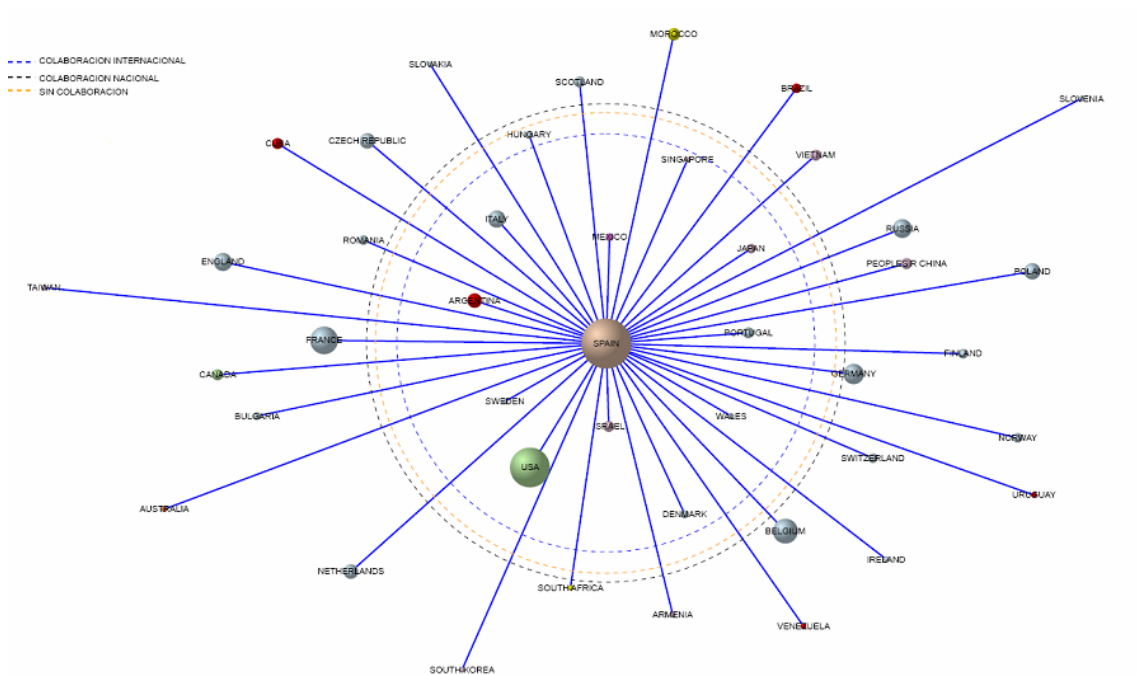 MOROCCO
COLABORACION INTERNACIONAL
SLOVAKIA
COLABORACION NACIONAL
SCOTLAND
BRAZIL
SIN COLABORACION
SLOVENIA
HUNGARY
CZECH REPUBLIC
CUBA
VIETNAM
SINGAPORE
ITALY
RUSSIA
MEXICO
ROMANIA
JAPAN
ENGLAND
PEOPLES R CHINA
POLAND
TAIWAN
ARGENTINA
PORTUGAL
FRANCE
SPAIN
FINLAND
CANADA
GERMANY
SWEDEN
BULGARIA
WALES
ISRAEL
NORWAY
SWITZERLAND
USA
URUGUAY
AUSTRALIA
DENMARK
BELGIUM
IRELAND
NETHERLANDS
SOUTH AFRICA
ARMENIA
VENEZUELA
SOUTH KOREA